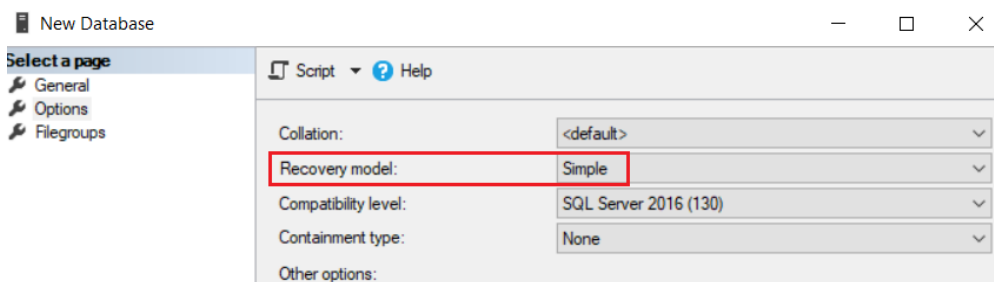 New Database
Select a page
General
Options
Filegroups
Script Help
Collation: <default>
Recovery model: Simple
Compatibility level: SQL Server 2016 (130)
Containment type: None
Other options: